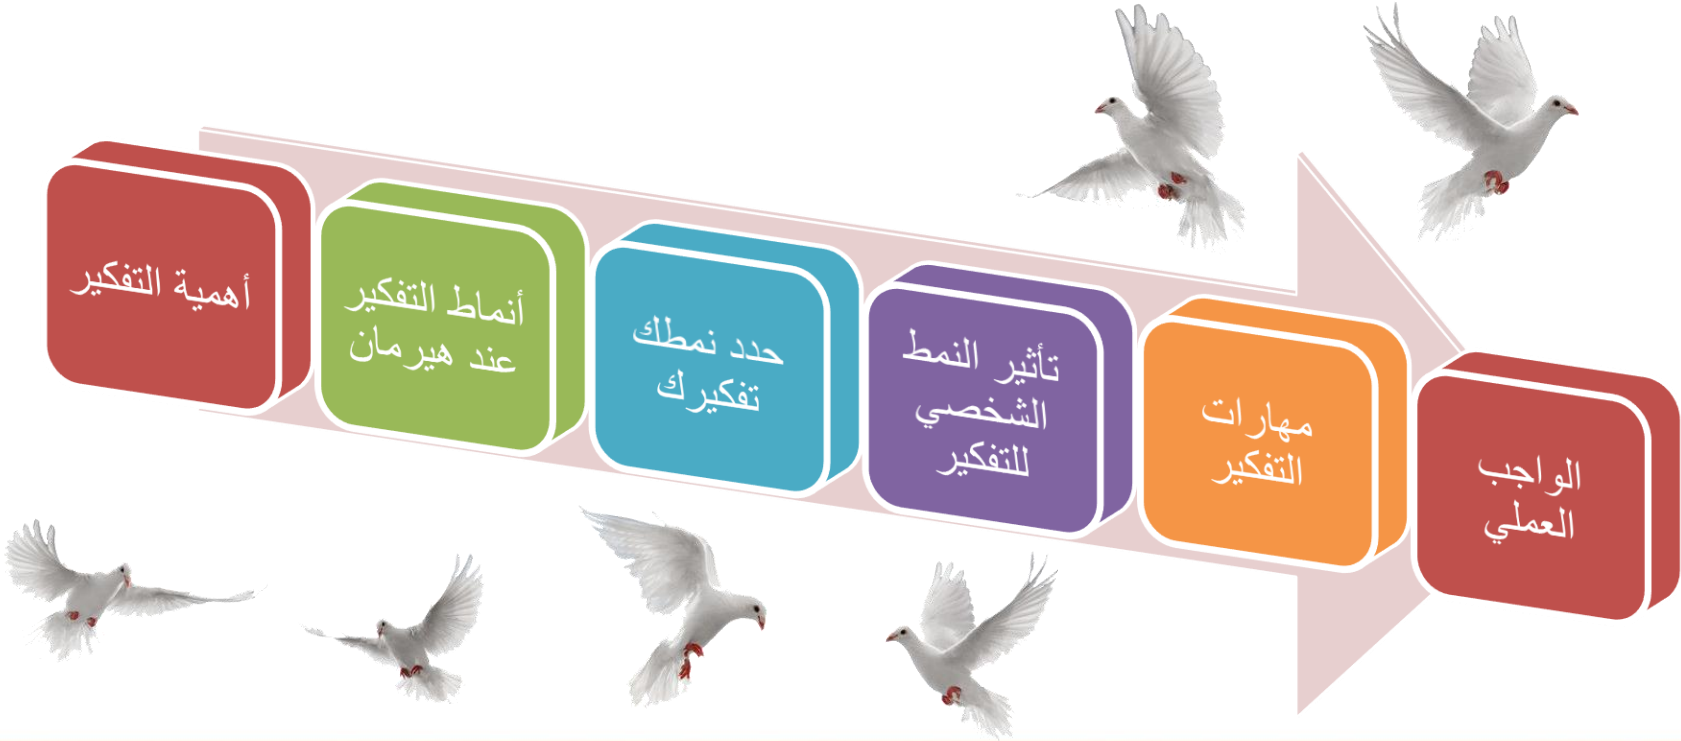 أهمية التفكير
أنماط التفكير
عند هيرمان
حدد نمطك
تفكيرك
تأثير النمط
الشخصي
للتفكير
مهارات
التفكير
الواجب
العملي